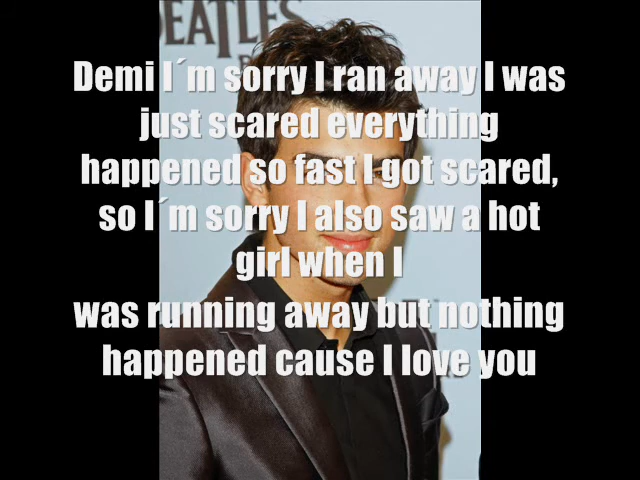 EATLES
Demi I´m sorry I ran away I was
just scared everything
happened so fast I got scared,
so I´m sorry I also saw a hot
girl when I
was running away but nothing
happened cause I love you